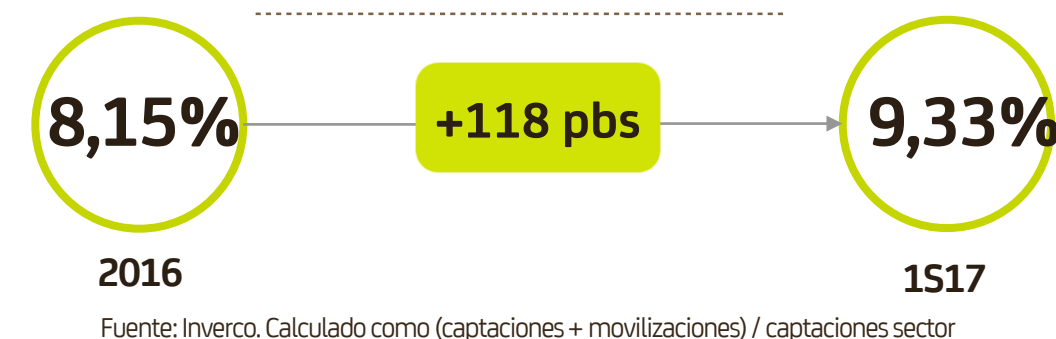 8,15% +118 pbs 9,33%
2016 1S17
Fuente: Inverco. Calculado como (captaciones + movilizaciones) / captaciones sector